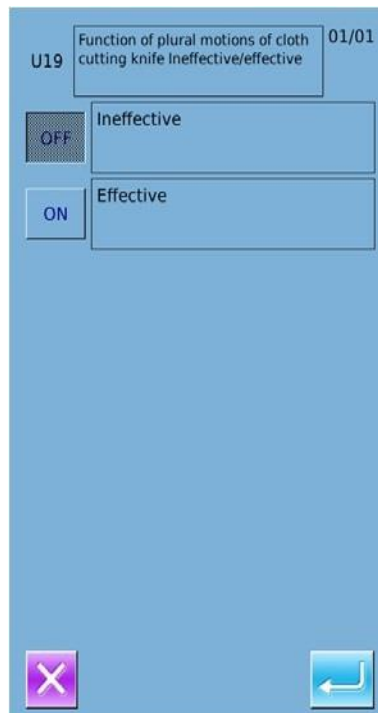 U19
Function of plural motions of cloth
cutting knife Ineffective/effective
01/01
OFF
Ineffective
ON
Effective